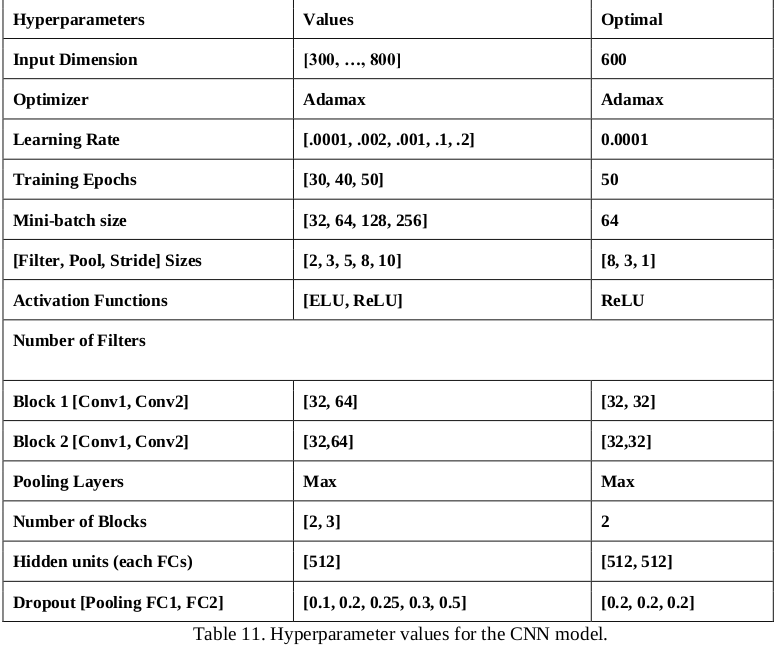 Hyperparameters Values Optimal
Input Dimension [300, …, 800] 600
Optimizer Adamax Adamax
Learning Rate [.0001, .002, .001, .1, .2] 0.0001
Training Epochs [30, 40, 50] 50
Mini-batch size [32, 64, 128, 256] 64
[Filter, Pool, Stride] Sizes [2, 3, 5, 8, 10] [8, 3, 1]
Activation Functions [ELU, ReLU] ReLU
Number of Filters
Block 1 [Conv1, Conv2] [32, 64] [32, 32]
Block 2 [Conv1, Conv2] [32,64] [32,32]
Pooling Layers Max Max
Number of Blocks [2, 3] 2
Hidden units (each FCs) [512] [512, 512]
Dropout [Pooling FC1, FC2] [0.1, 0.2, 0.25, 0.3, 0.5] [0.2, 0.2, 0.2]
Table 11. Hyperparameter values for the CNN model.